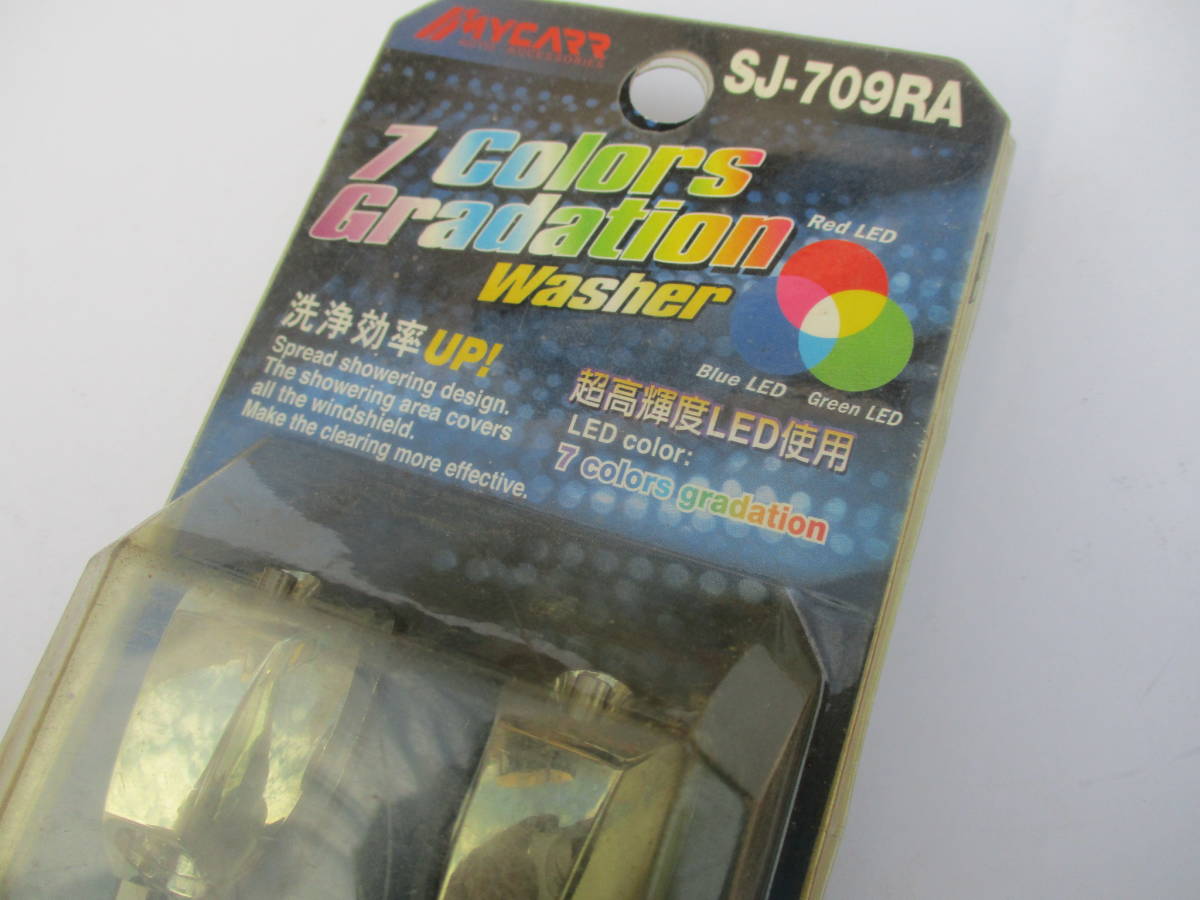 MYCARR
SJ-709RA
7 Colors
Gradation
Washer
Red LED
Blue LED
Green LED
洗浄効率UP!
Spread showering design.
The showering area covers
all the windshield.
Make the clearing more effective.
超高輝度LED使用
LED color:
7 colors gradation